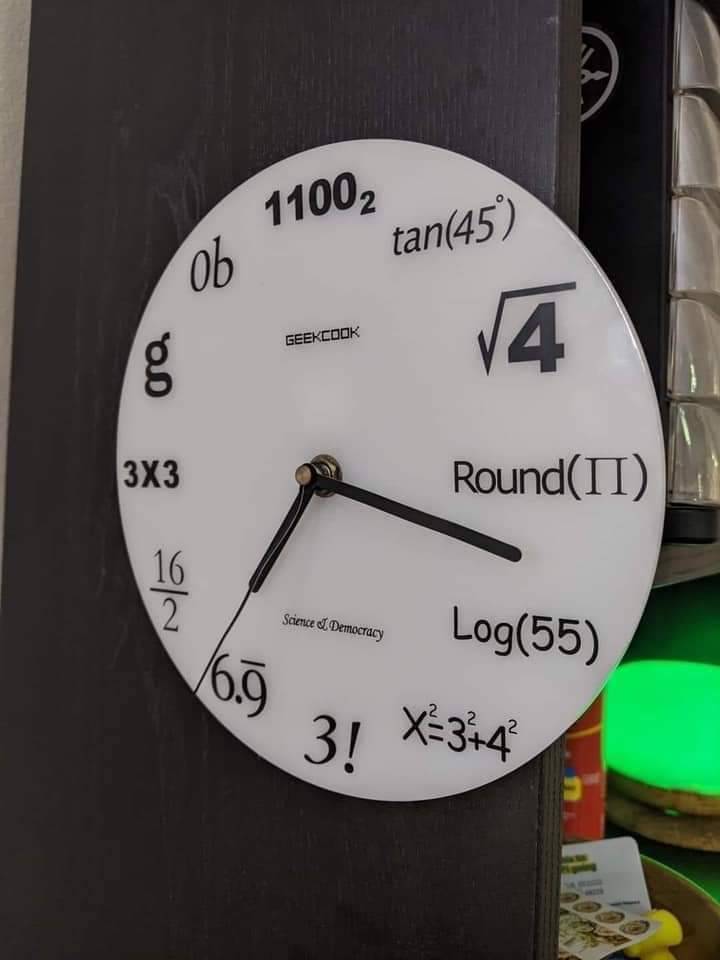 1100₂
tan(45°)
√4
Round(Π)
Log(55)
X²=3²+4²
3!
6.9̅
16/2
3X3
g
0b
GEEKCOOK
Science & Democracy